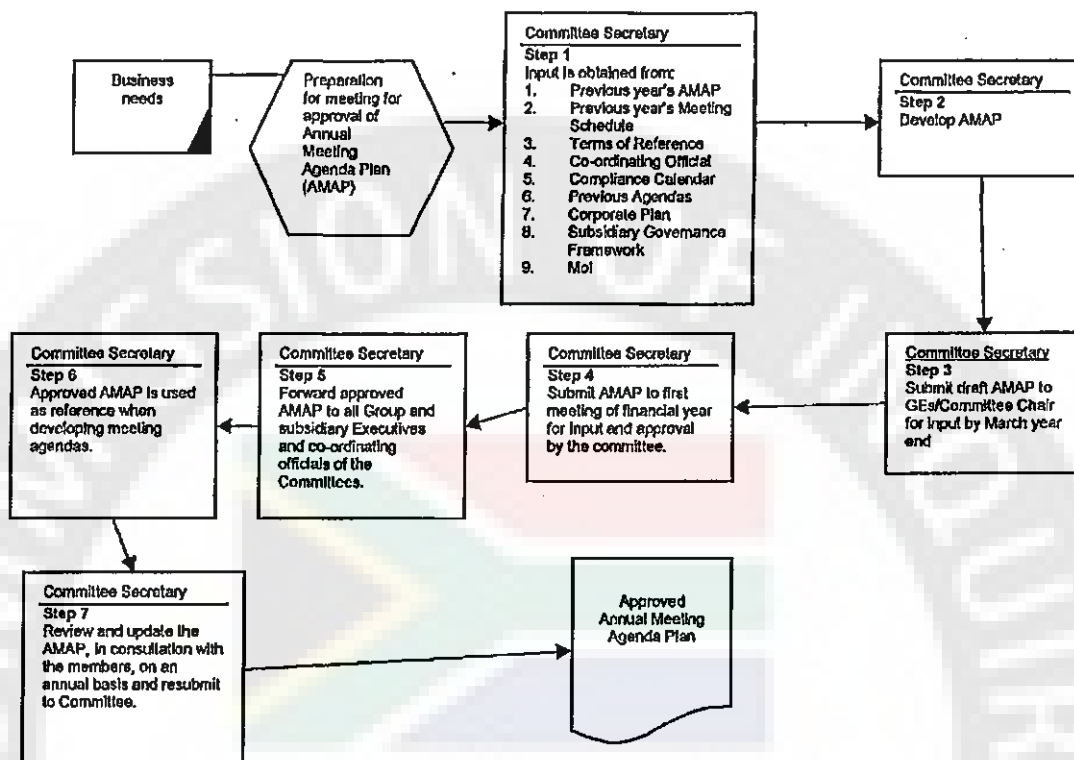 Business
needs
Preparation
for meeting for
approval of
Annual
Meeting
Agenda Plan
(AMAP)
Committee Secretary
Step 1
Input is obtained from:
1. Previous year's AMAP
2. Previous year's Meeting
Schedule
3. Terms of Reference
4. Co-ordinating Official
5. Compliance Calendar
6. Previous Agendas
7. Corporate Plan
8. Subsidiary Governance
Framework
9. MoI
Committee Secretary
Step 2
Develop AMAP
Committee Secretary
Step 3
Submit draft AMAP to
GEs/Committee Chair
for input by March year
end
Committee Secretary
Step 4
Submit AMAP to first
meeting of financial year
for input and approval
by the committee.
Committee Secretary
Step 5
Forward approved
AMAP to all Group and
subsidiary Executives
and co-ordinating
officials of the
Committees.
Committee Secretary
Step 6
Approved AMAP is used
as reference when
developing meeting
agendas.
Committee Secretary
Step 7
Review and update the
AMAP, in consultation with
the members, on an
annual basis and resubmit
to Committee.
Approved
Annual Meeting
Agenda Plan